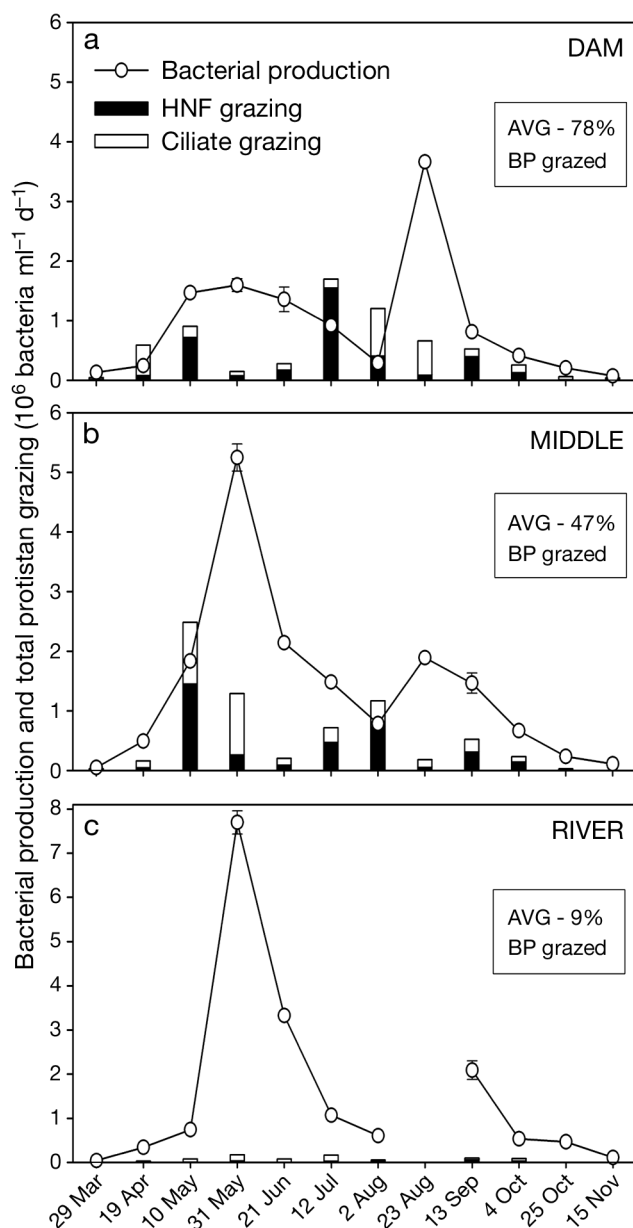 Bacterial production and total protistan grazing (10⁶ bacteria ml⁻¹ d⁻¹)
a
DAM
Bacterial production
HNF grazing
Ciliate grazing
AVG - 78%
BP grazed
6
5
4
3
2
1
0
b
MIDDLE
AVG - 47%
BP grazed
6
5
4
3
2
1
0
c
RIVER
AVG - 9%
BP grazed
8
7
6
5
4
3
2
1
0
29 Mar
19 Apr
10 May
31 May
21 Jun
12 Jul
2 Aug
23 Aug
13 Sep
4 Oct
25 Oct
15 Nov